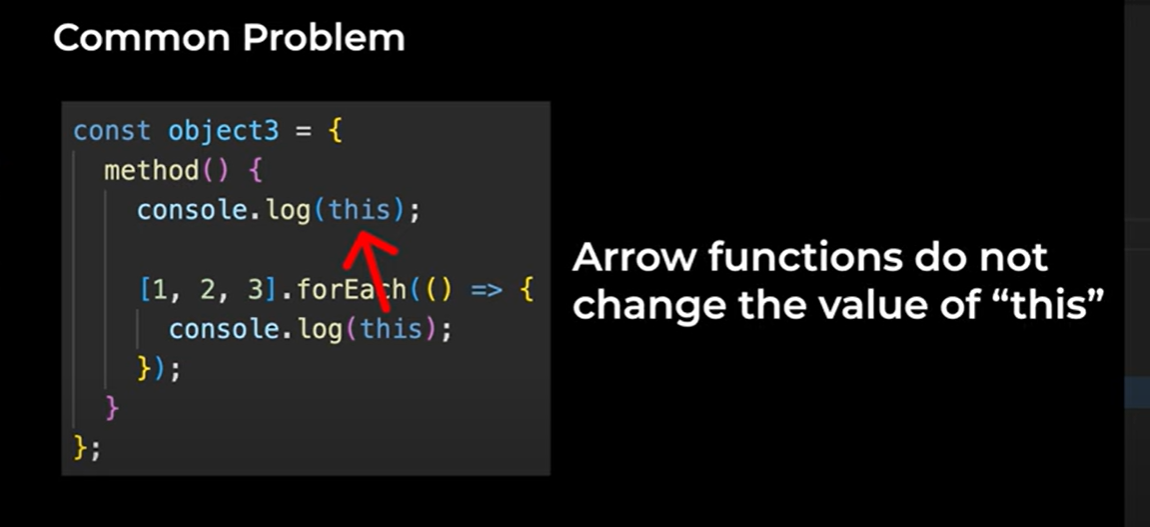 Common Problem
const object3 = {
method() {
console.log(this);
[1, 2, 3].forEach(() => {
console.log(this);
});
}
};
Arrow functions do not
change the value of “this”